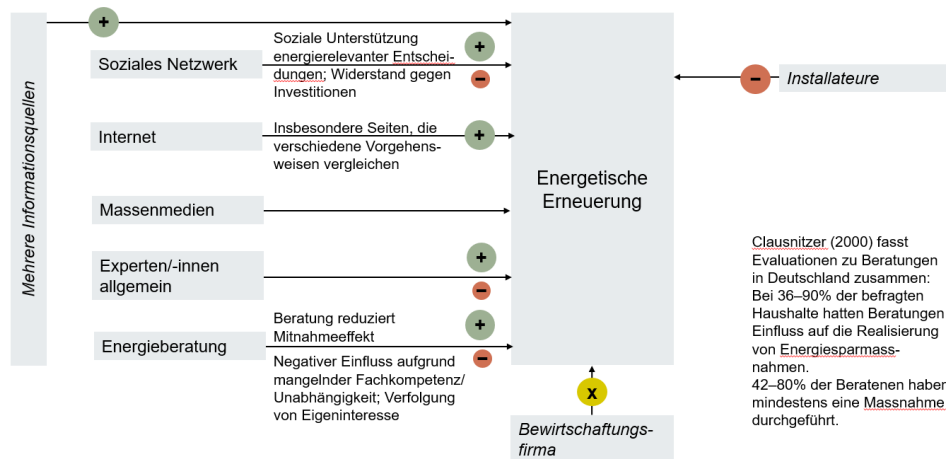 Mehrere Informationsquellen
+
Soziales Netzwerk
Soziale Unterstützung
energierelevanter Entschei-
dungen; Widerstand gegen
Investitionen
+
−
Internet
Insbesondere Seiten, die
verschiedene Vorgehens-
weisen vergleichen
+
Massenmedien
Experten/-innen
allgemein
+
−
Energieberatung
Beratung reduziert
Mitnahmeeffekt
+
−
Negativer Einfluss aufgrund
mangelnder Fachkompetenz/
Unabhängigkeit; Verfolgung
von Eigeninteresse
Energetische
Erneuerung
x
Bewirtschaftungs-
firma
−
Installateure
Clausnitzer (2000) fasst
Evaluationen zu Beratungen
in Deutschland zusammen:
Bei 36–90% der befragten
Haushalte hatten Beratungen
Einfluss auf die Realisierung
von Energiesparmass-
nahmen.
42–80% der Beratenen haben
mindestens eine Massnahme
durchgeführt.